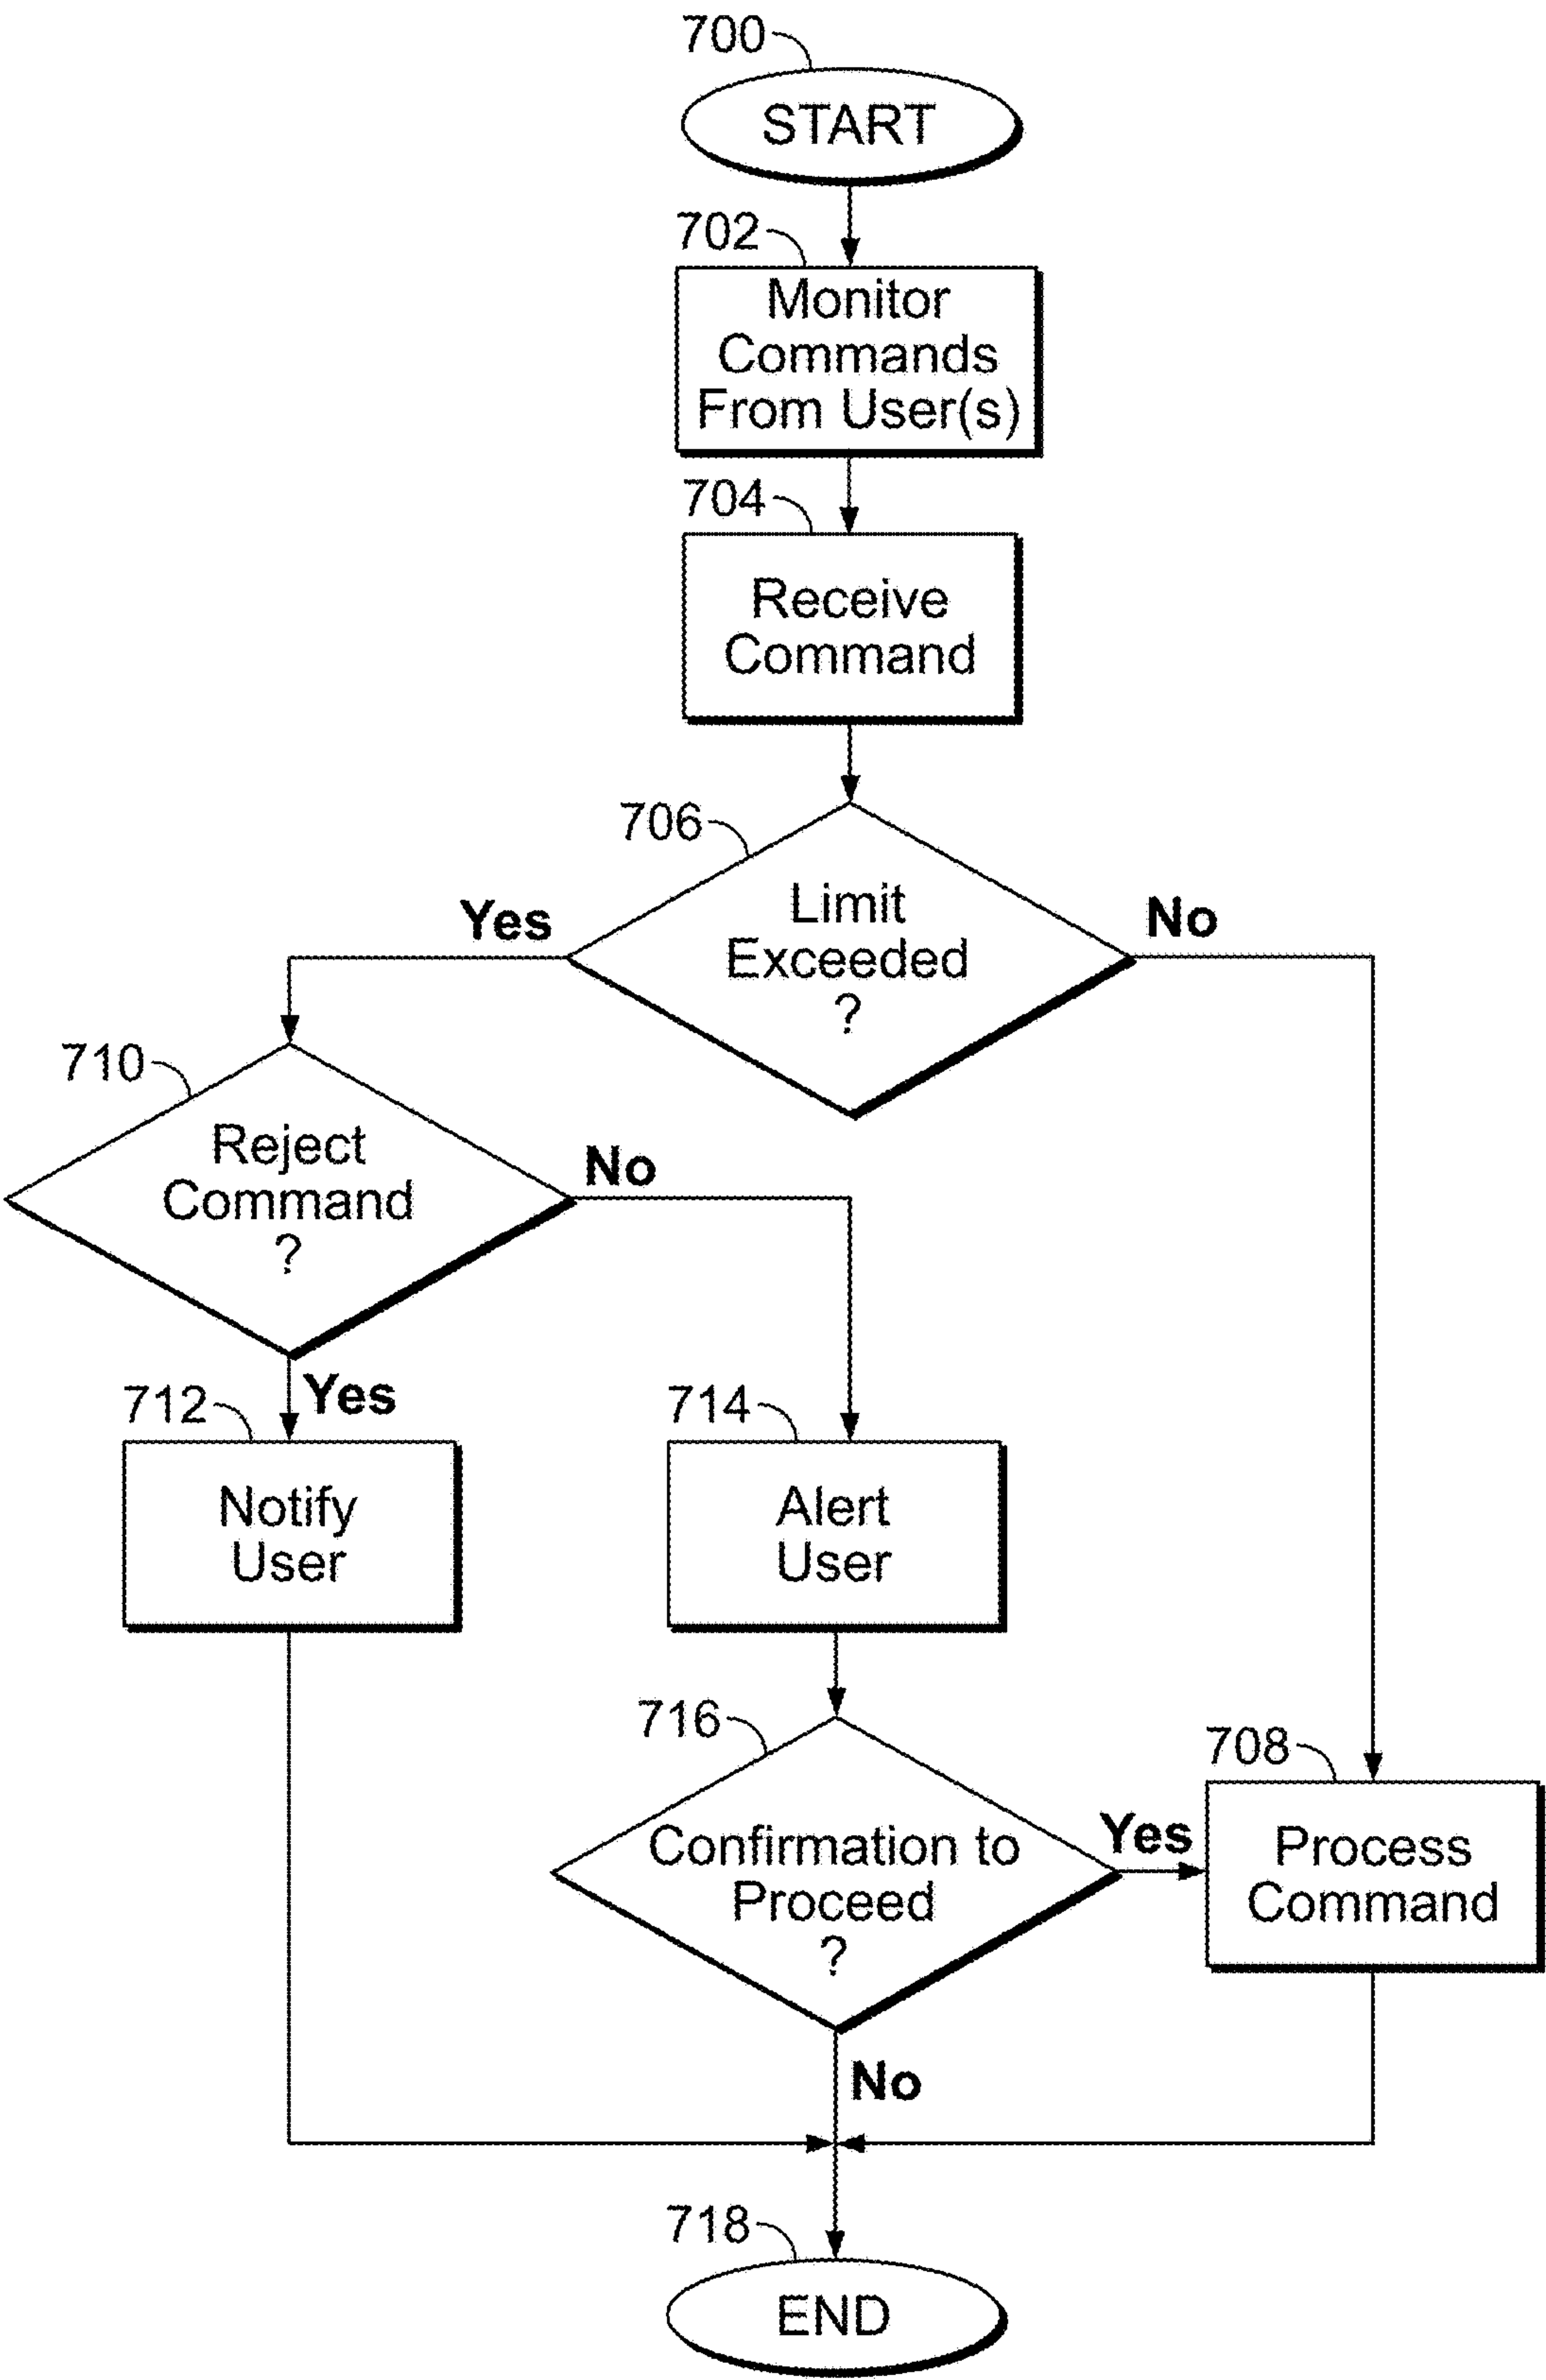 700
START
702
Monitor
Commands
From User(s)
704
Receive
Command
706
Limit
Exceeded
?
Yes
No
710
Reject
Command
?
No
Yes
712
Notify
User
714
Alert
User
716
Confirmation to
Proceed
?
Yes
No
708
Process
Command
718
END